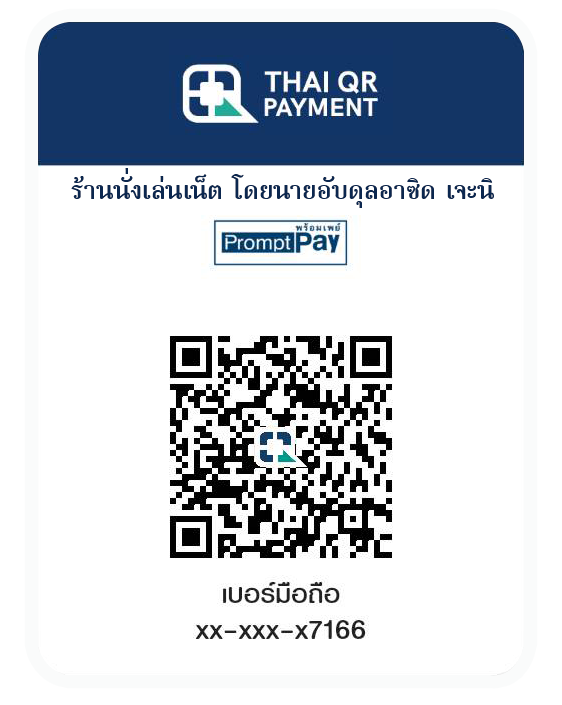 THAI QR
PAYMENT
ร้านนั่งเล่นเน็ต โดยนายอับดุลอาซิด เจะนิ
พร้อมเพย์
PromptPay
เบอร์มือถือ
xx-xxx-x7166